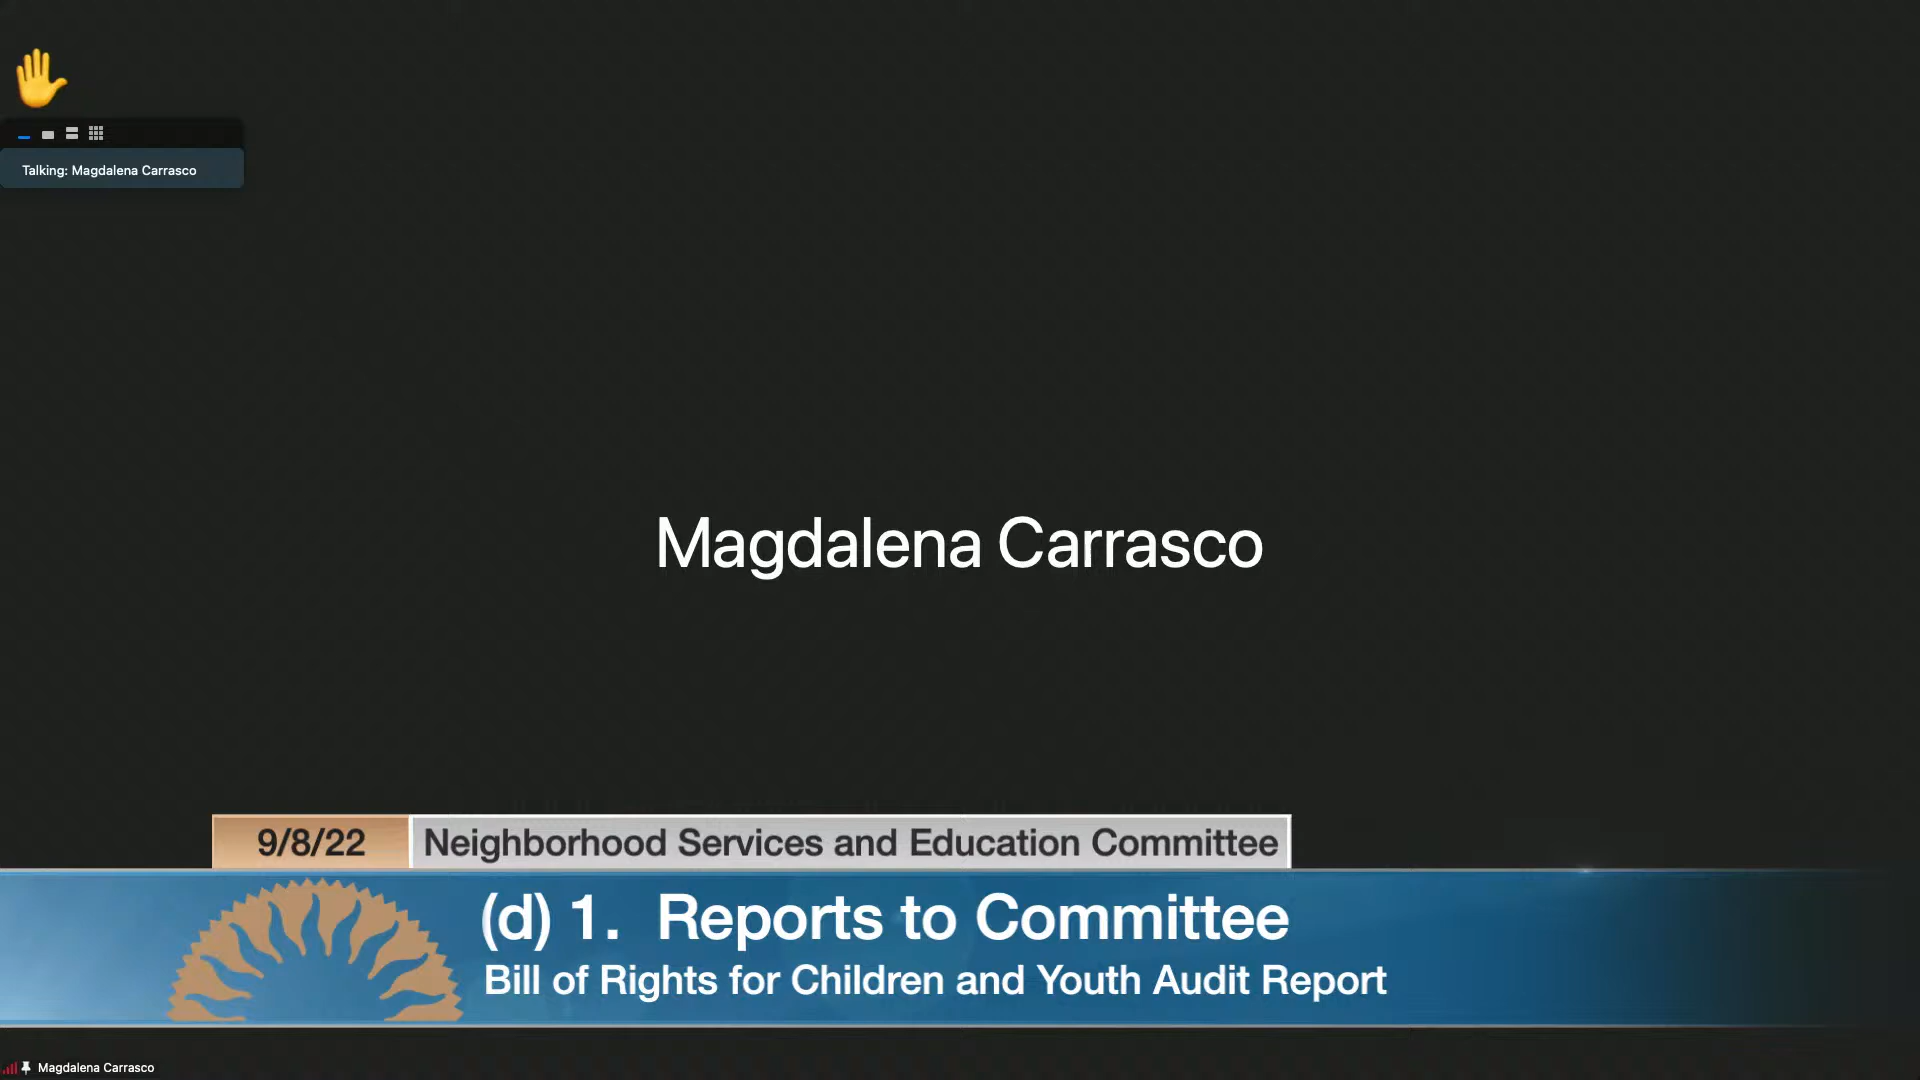 Talking: Magdalena Carrasco
Magdalena Carrasco
9/8/22 Neighborhood Services and Education Committee
(d) 1. Reports to Committee
Bill of Rights for Children and Youth Audit Report
Magdalena Carrasco